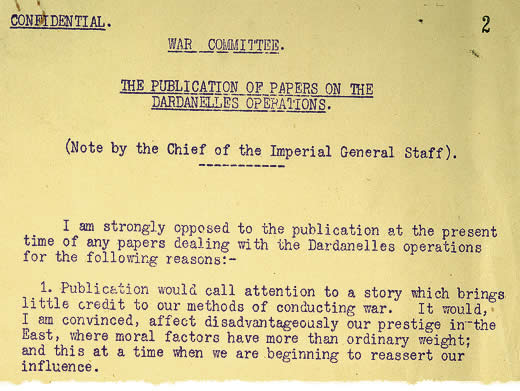 CONFIDENTIAL.
2
WAR COMMITTEE.
THE PUBLICATION OF PAPERS ON THE
DARDANELLES OPERATIONS.
(Note by the Chief of the Imperial General Staff).
-----------
I am strongly opposed to the publication at the present
time of any papers dealing with the Dardanelles operations
for the following reasons:-
1. Publication would call attention to a story which brings
little credit to our methods of conducting war. It would,
I am convinced, affect disadvantageously our prestige in the
East, where moral factors have more than ordinary weight;
and this at a time when we are beginning to reassert our
influence.